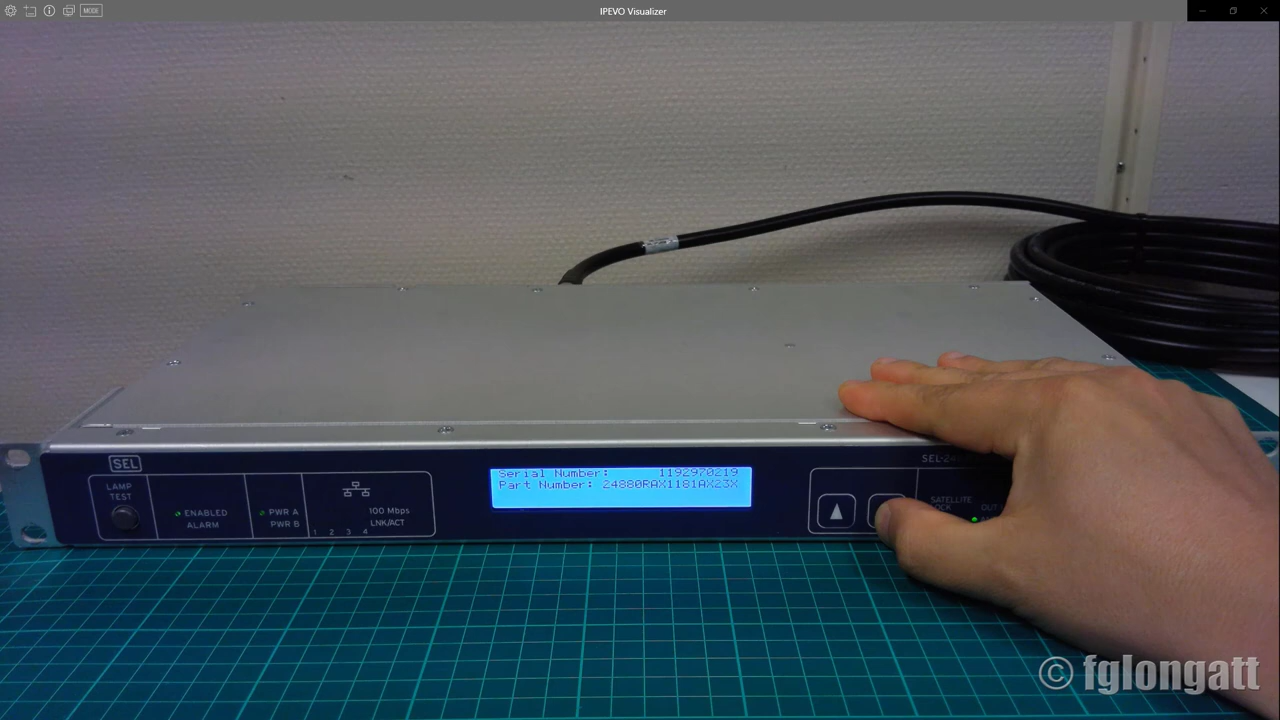 MODE
IPEVO Visualizer
SEL
LAMP
TEST
ENABLED
ALARM
PWR A
PWR B
100 Mbps
LNK/ACT
1 2 3 4
Serial Number: 1192970219
Part Number: 24880RAX1181AX23X
SATELLITE
© fglongatt